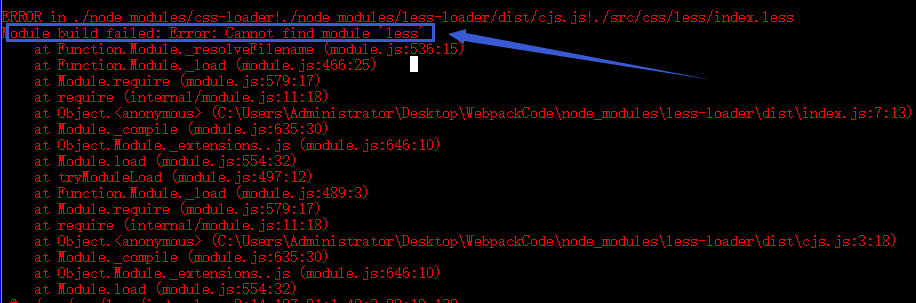 ERROR in ./node_modules/css-loader!./node_modules/less-loader/dist/cjs.js!./src/css/less/index.less
Module build failed: Error: Cannot find module 'less'
at Function.Module._resolveFilename (module.js:536:15)
at Function.Module._load (module.js:466:25)
at Module.require (module.js:579:17)
at require (internal/module.js:11:18)
at Object.<anonymous> (C:\Users\Administrator\Desktop\WebpackCode\node_modules\less-loader\dist\index.js:7:13)
at Module._compile (module.js:635:30)
at Object.Module._extensions..js (module.js:646:10)
at Module.load (module.js:554:32)
at tryModuleLoad (module.js:497:12)
at Function.Module._load (module.js:489:3)
at Module.require (module.js:579:17)
at require (internal/module.js:11:18)
at Object.<anonymous> (C:\Users\Administrator\Desktop\WebpackCode\node_modules\less-loader\dist\cjs.js:3:18)
at Module._compile (module.js:635:30)
at Object.Module._extensions..js (module.js:646:10)
at Module.load (module.js:554:32)